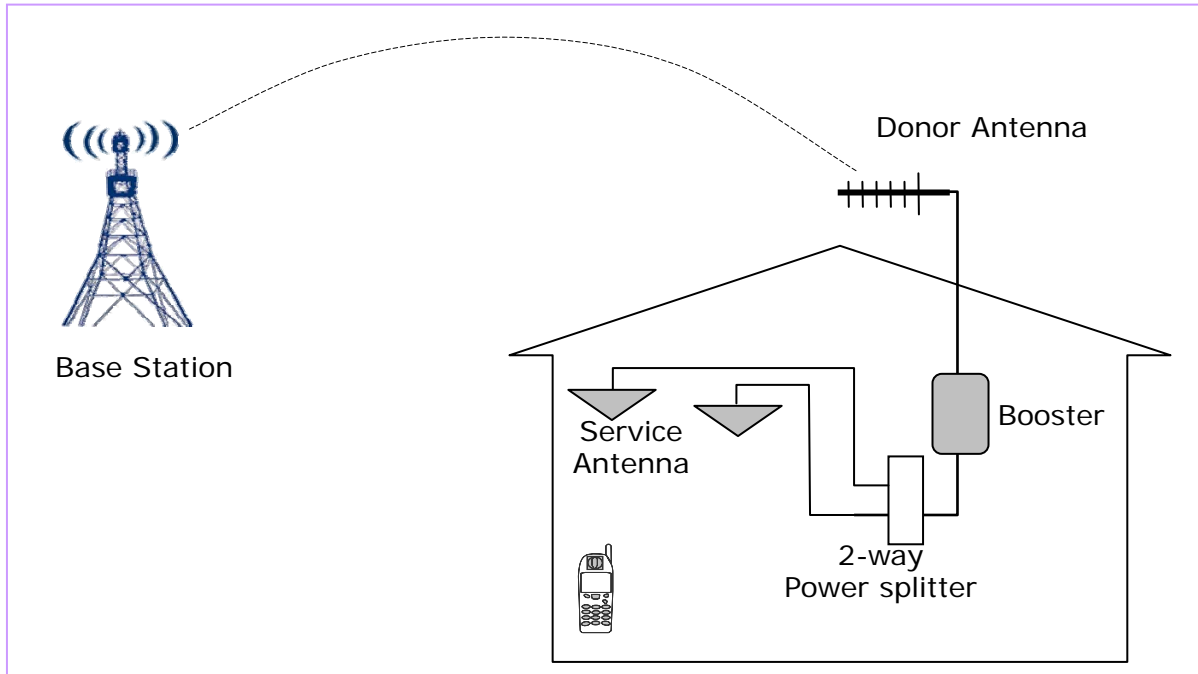 Donor Antenna
Base Station
Booster
Service
Antenna
2-way
Power splitter